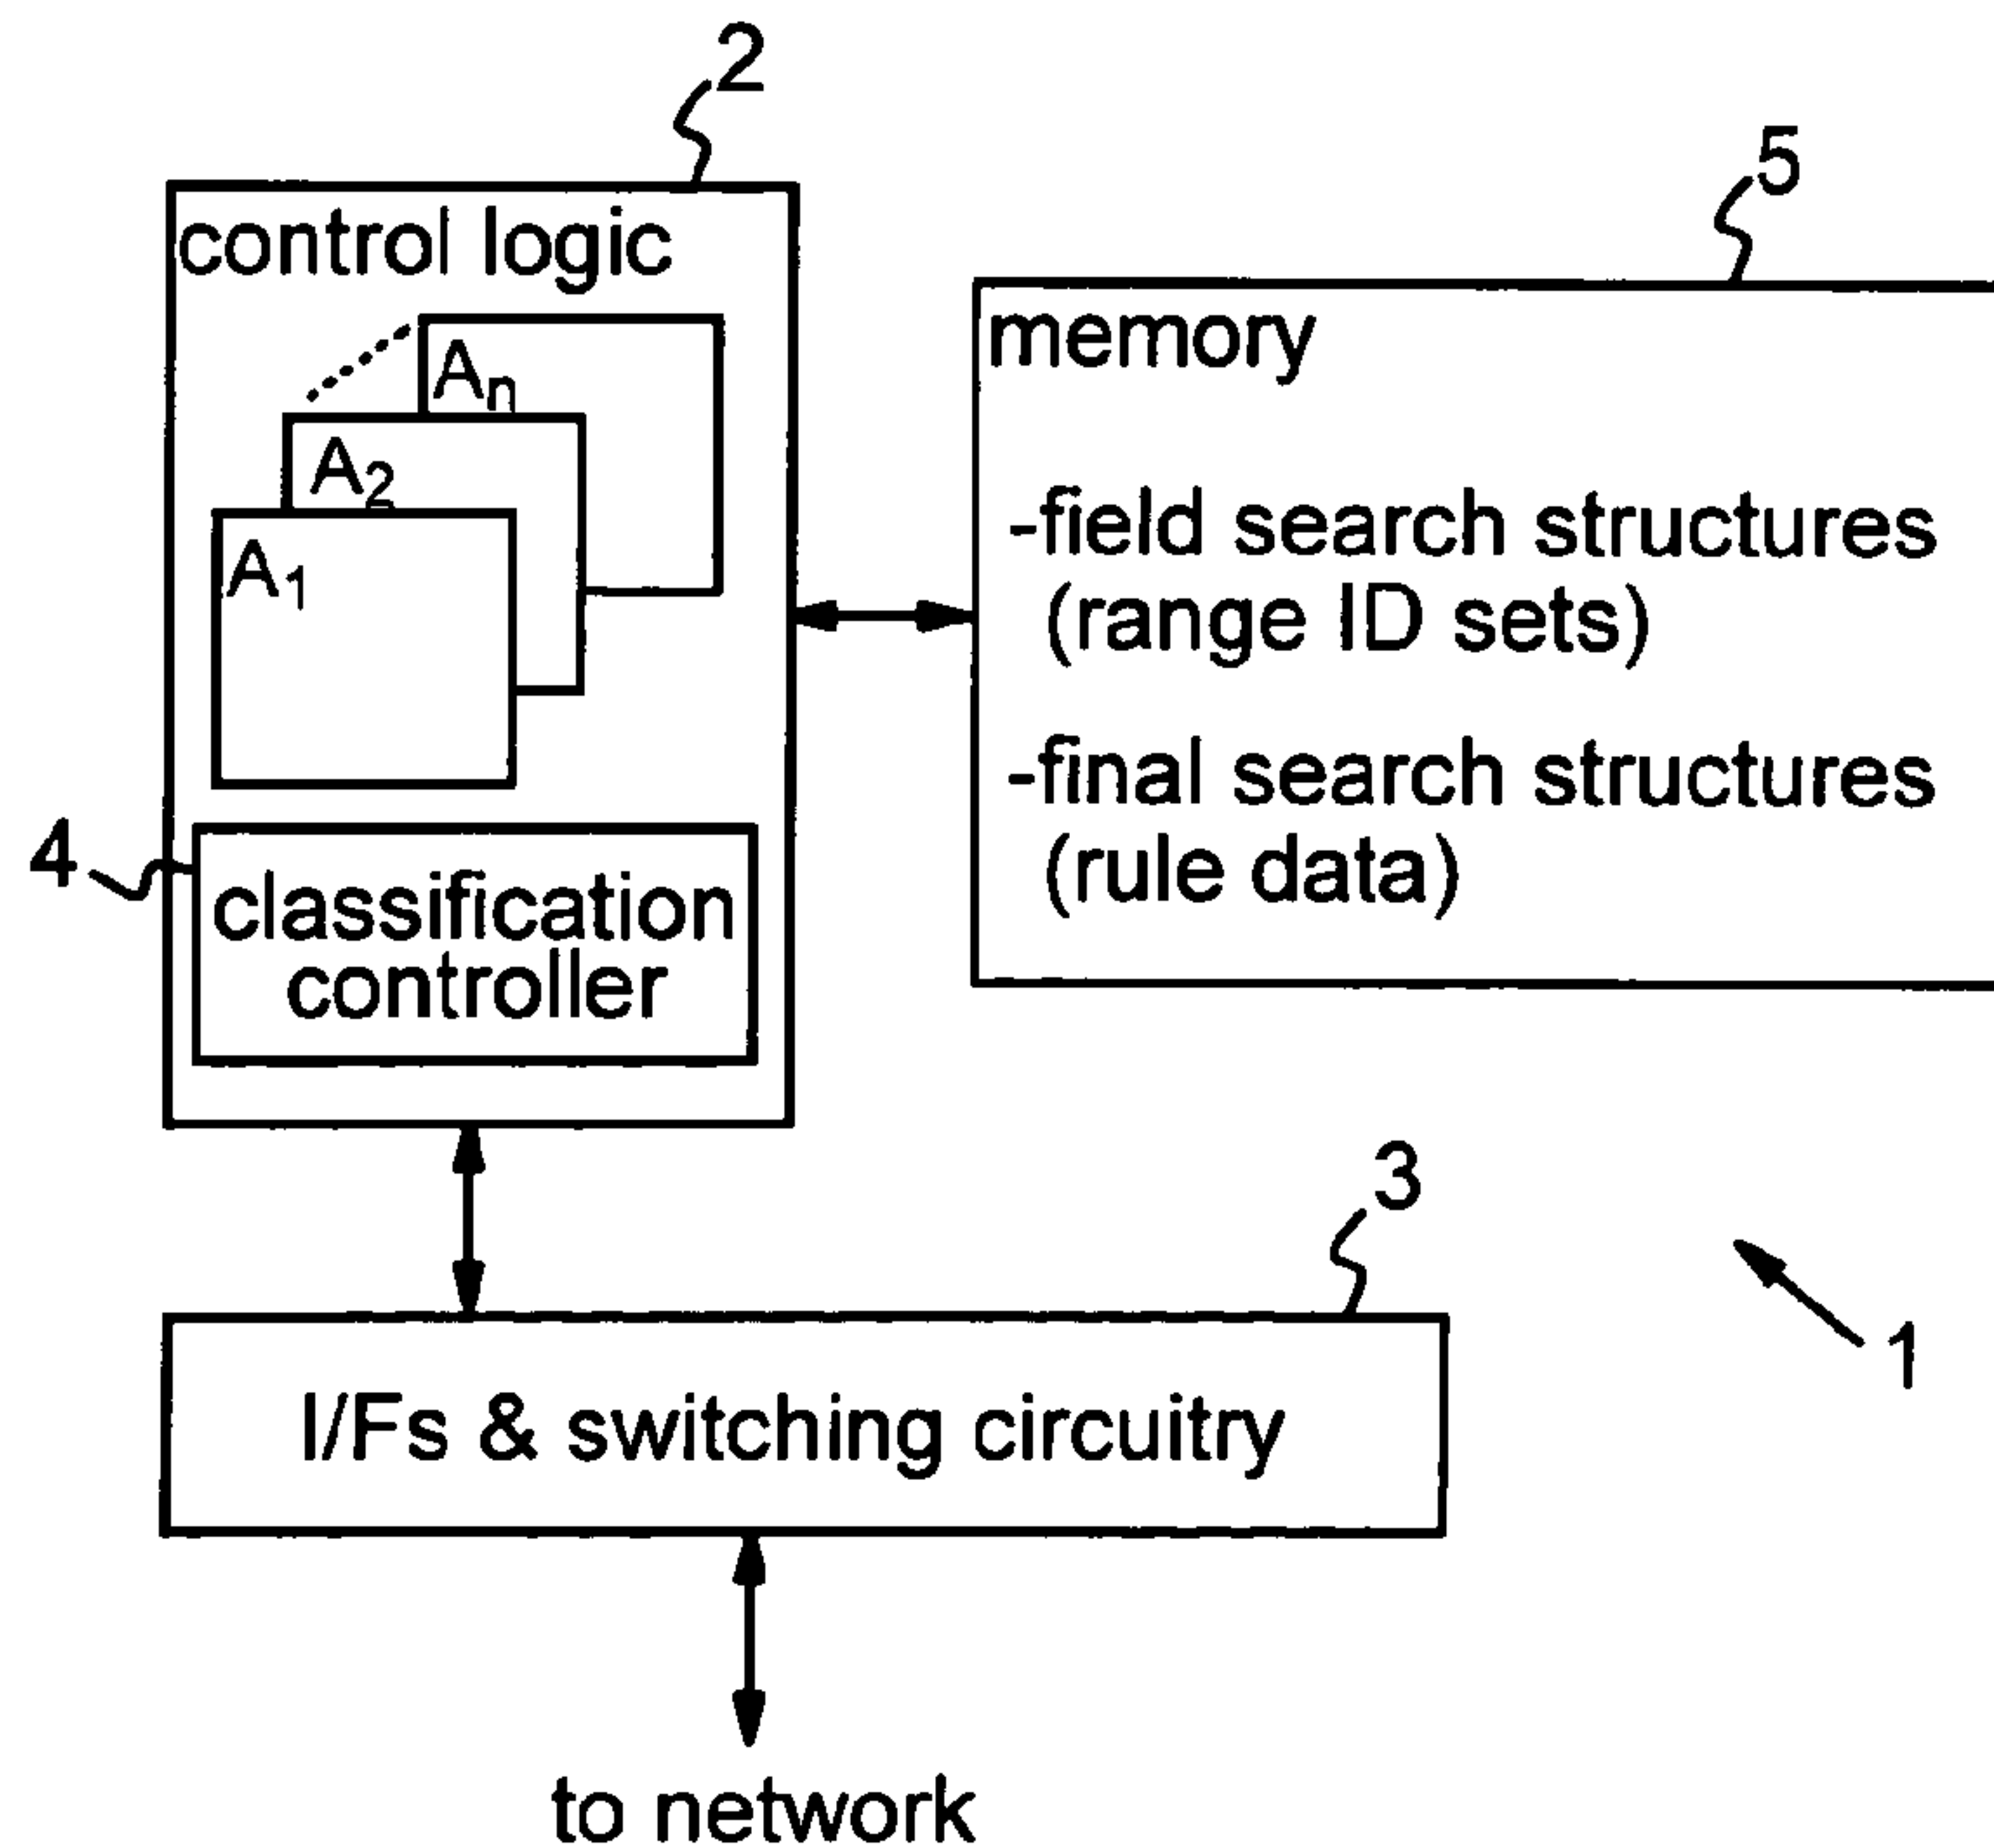 2
control logic
Aₙ
A₂
A₁
4
classification
controller
5
memory
-field search structures
(range ID sets)
-final search structures
(rule data)
3
I/Fs & switching circuitry
1
to network